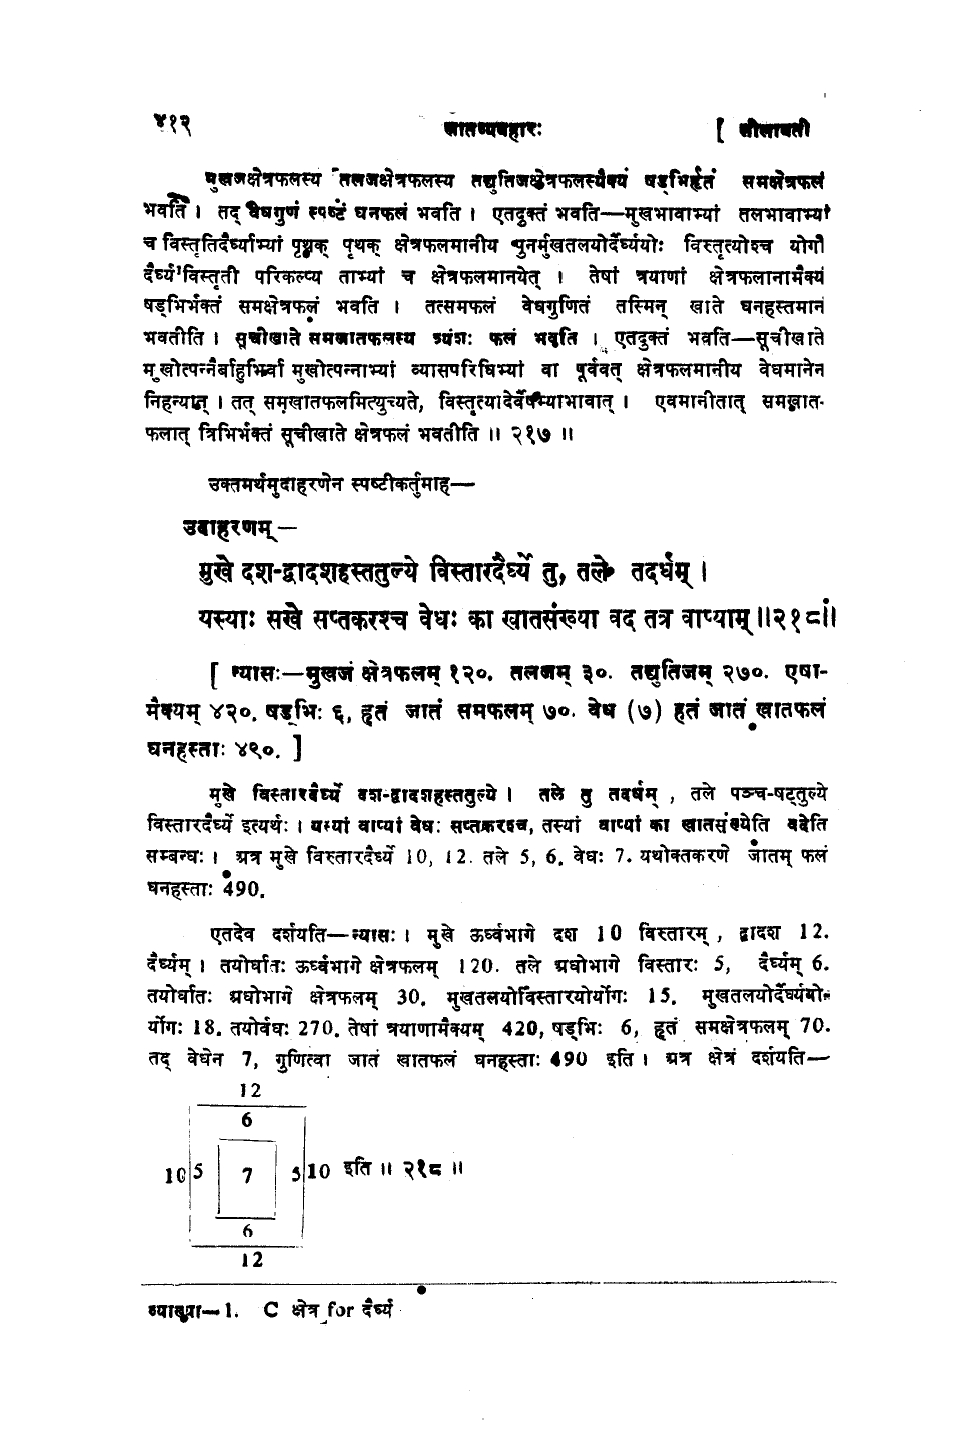 ४१२ खातव्यवहारः [ लीलावती
मुखजक्षेत्रफलस्य तलजक्षेत्रफलस्य तद्युतिजक्षेत्रफलस्यैक्यं षड्भिर्हृतं समक्षेत्रफलं
भवति । तद् वेधगुणं स्पष्टं घनफलं भवति । एतदुक्तं भवति—मुखभावाभ्यां तलभावाभ्यां
च विस्तृतिदैर्घ्याभ्यां पृथक् पृथक् क्षेत्रफलमानीय पुनर्मुखतलयोर्दैर्घ्ययोः विस्तृत्योश्च योगौ
दैर्घ्य¹विस्तृती परिकल्प्य ताभ्यां च क्षेत्रफलमानयेत् । तेषां त्रयाणां क्षेत्रफलानामैक्यं
षड्भिर्भक्तं समक्षेत्रफलं भवति । तत्समफलं वेधगुणितं तस्मिन् खाते घनहस्तमानं
भवतीति । सूचीखाते समखातफलस्य त्र्यंशः फलं भवति । एतदुक्तं भवति—सूचीखाते
मुखोत्पन्नैर्बाहुभिर्वा मुखोत्पन्नाभ्यां व्यासपरिधिभ्यां वा पूर्ववत् क्षेत्रफलमानीय वेधमानेन
निहन्यात् । तत् समखातफलमित्युच्यते, विस्तृत्यादेर्वैषम्याभावात् । एवमानीतात् समखात-
फलात् त्रिभिर्भक्तं सूचीखाते क्षेत्रफलं भवतीति ॥ २१७ ॥
उक्तमर्थमुदाहरणेन स्पष्टीकर्तुमाह—
उदाहरणम् —
मुखे दश-द्वादशहस्ततुल्ये विस्तारदैर्घ्ये तु, तले तदर्धम् ।
यस्याः सखे सप्तकरश्च वेधः का खातसंख्या वद तत्र वाप्याम् ॥२१८॥
[ न्यासः—मुखजं क्षेत्रफलम् १२०. तलजम् ३०. तद्युतिजम् २७०. एषा-
मैक्यम् ४२०. षड्भिः ६, हृतं जातं समफलम् ७०. वेध (७) हतं जातं खातफलं
घनहस्ताः ४९०. ]
मुखे विस्तारदैर्घ्ये दश-द्वादशहस्ततुल्ये । तले तु तदर्धम् , तले पञ्च-षट्तुल्ये
विस्तारदैर्घ्ये इत्यर्थः । यस्यां वाप्यां वेधः सप्तकरश्च, तस्यां वाप्यां का खातसंख्येति वदेति
सम्बन्धः । अत्र मुखे विस्तारदैर्घ्ये 10, 12. तले 5, 6. वेधः 7. यथोक्तकरणे जातम् फलं
घनहस्ताः 490.
एतदेव दर्शयति—न्यासः । मुखे ऊर्ध्वभागे दश 10 विस्तारम् , द्वादश 12.
दैर्घ्यम् । तयोर्घातः ऊर्ध्वभागे क्षेत्रफलम् 120. तले अधोभागे विस्तारः 5, दैर्घ्यम् 6.
तयोर्घातः अधोभागे क्षेत्रफलम् 30. मुखतलयोर्विस्तारयोर्योगः 15. मुखतलयोर्दैर्घ्ययो-
र्योगः 18. तयोर्वधः 270. तेषां त्रयाणामैक्यम् 420, षड्भिः 6, हृतं समक्षेत्रफलम् 70.
तद् वेधेन 7, गुणित्वा जातं खातफलं घनहस्ताः 490 इति । अत्र क्षेत्रं दर्शयति—
12
6
10 5 7 5 10 इति ॥ २१८ ॥
6
12
व्याख्या— 1. C क्षेत्र for दैर्घ्य